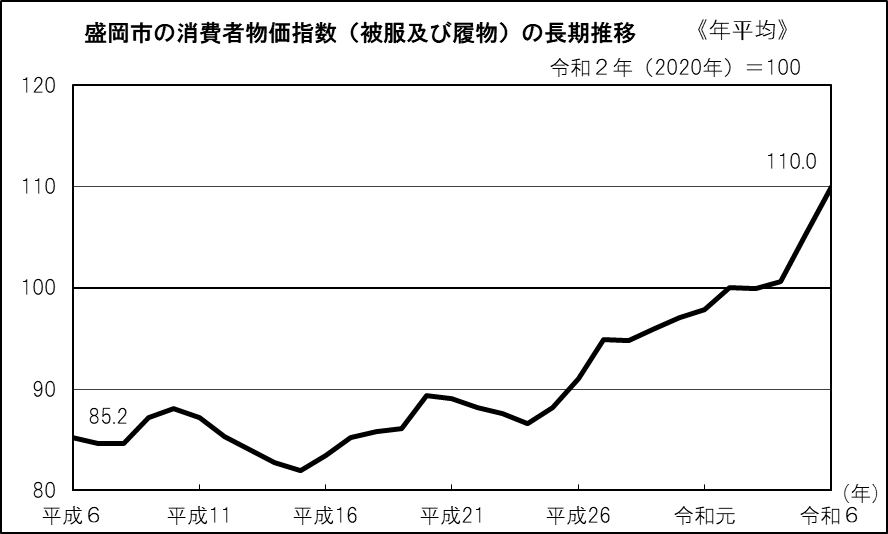 盛岡市の消費者物価指数（被服及び履物）の長期推移　《年平均》
令和２年（2020年）＝100
120
110.0
110
100
90
85.2
80
平成６ 平成11 平成16 平成21 平成26 令和元 令和６ （年）